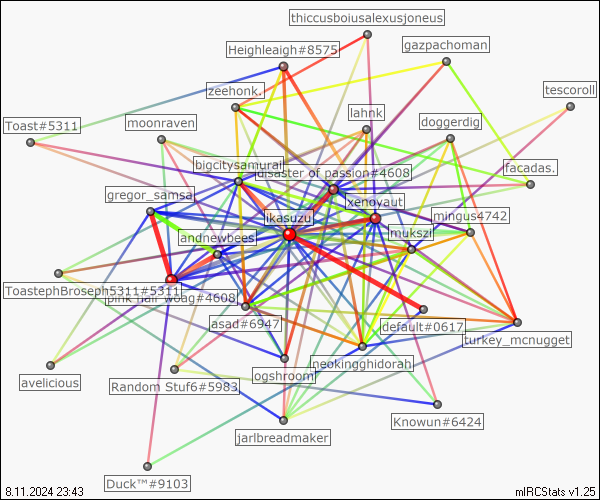 thiccusboiusalexusjoneus
Heighleaigh#8575
gazpachoman
zeehonk.
tescoroll
lahnk
Toast#5311
moonraven
doggerdig
bigcitysamurai
disaster of passion#4608
facadas.
gregor_samsa
xenovaut
ikasuzu
mingus4742
andnewbees
mukszi
ToastephBroseph5311#5311
pink hair woag#4608
asad#6947
default#0617
turkey_mcnugget
neokingghidorah
ogshroom
avelicious
Random Stuf6#5983
Knowun#6424
jarlbreadmaker
Duck™#9103
8.11.2024 23:43
mIRCStats v1.25